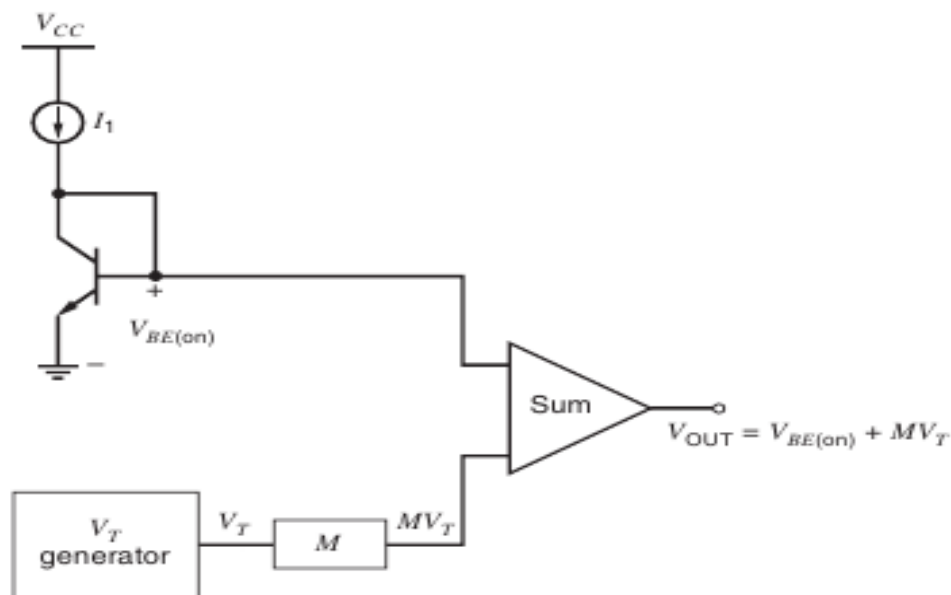 V_CC
I_1
+
V_BE(on)
−
Sum
V_OUT = V_BE(on) + MV_T
V_T generator
V_T
M
MV_T